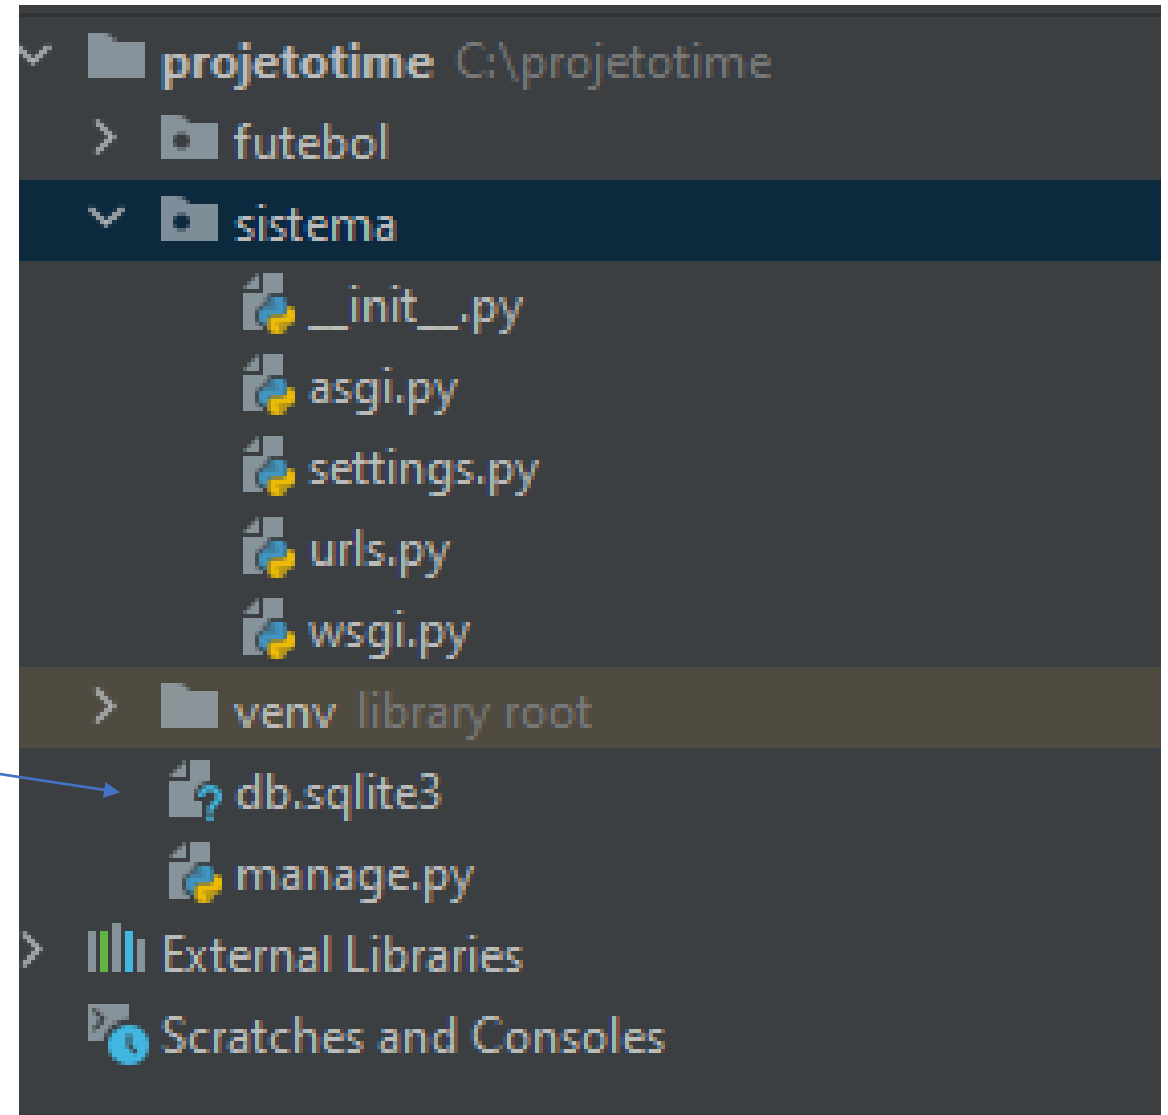 projetotime C:\projetotime
futebol
sistema
__init__.py
asgi.py
settings.py
urls.py
wsgi.py
venv library root
db.sqlite3
manage.py
External Libraries
Scratches and Consoles